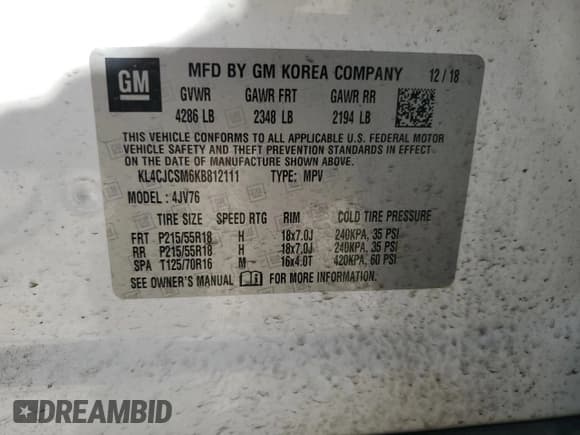 GM
MFD BY GM KOREA COMPANY 12/18
GVWR GAWR FRT GAWR RR
4286 LB 2348 LB 2194 LB
THIS VEHICLE CONFORMS TO ALL APPLICABLE U.S. FEDERAL MOTOR
VEHICLE SAFETY AND THEFT PREVENTION STANDARDS IN EFFECT
ON THE DATE OF MANUFACTURE SHOWN ABOVE.
KL4CJCSM6KB812111 TYPE: MPV
MODEL: 4JV76
TIRE SIZE SPEED RTG RIM COLD TIRE PRESSURE
FRT P215/55R18 H 18x7.0J 240KPA, 35 PSI
RR P215/55R18 H 18x7.0J 240KPA, 35 PSI
SPA T125/70R16 M 16x4.0T 420KPA, 60 PSI
SEE OWNER'S MANUAL FOR MORE INFORMATION.
DREAMBID